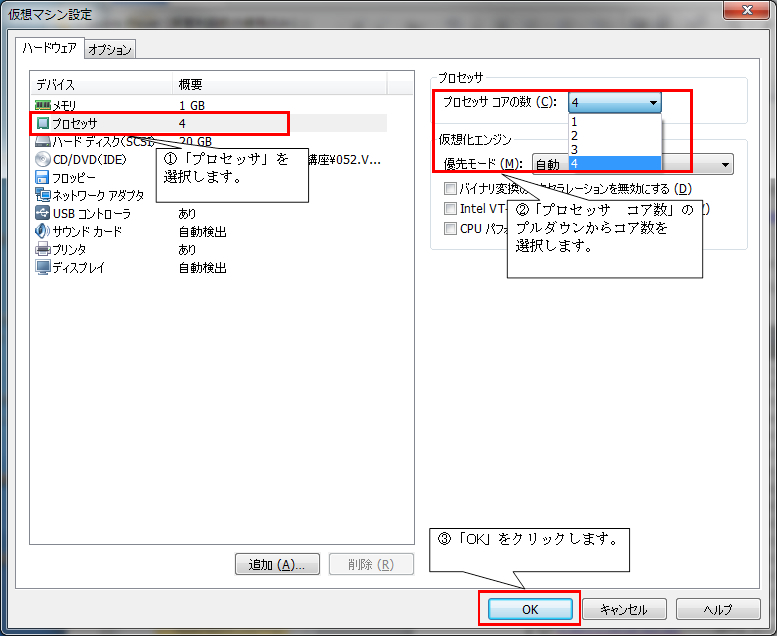 仮想マシン設定
ハードウェア オプション
デバイス 概要
メモリ 1 GB
プロセッサ 4
ハード ディスク(SCSI) 20 GB
CD/DVD (IDE) 講座¥052.V...
フロッピー
ネットワーク アダプタ
USB コントローラ あり
サウンド カード 自動検出
プリンタ あり
ディスプレイ 自動検出
①「プロセッサ」を
選択します。
追加 (A)... 削除 (R)
プロセッサ
プロセッサ コアの数 (C): 4
1
2
3
4
仮想化エンジン
優先モード (M): 自動
バイナリ変換の クセラレーションを無効にする (D)
Intel VT-
CPU パフォ
②「プロセッサ　コア数」の
プルダウンからコア数を
選択します。
③「OK」をクリックします。
OK キャンセル ヘルプ